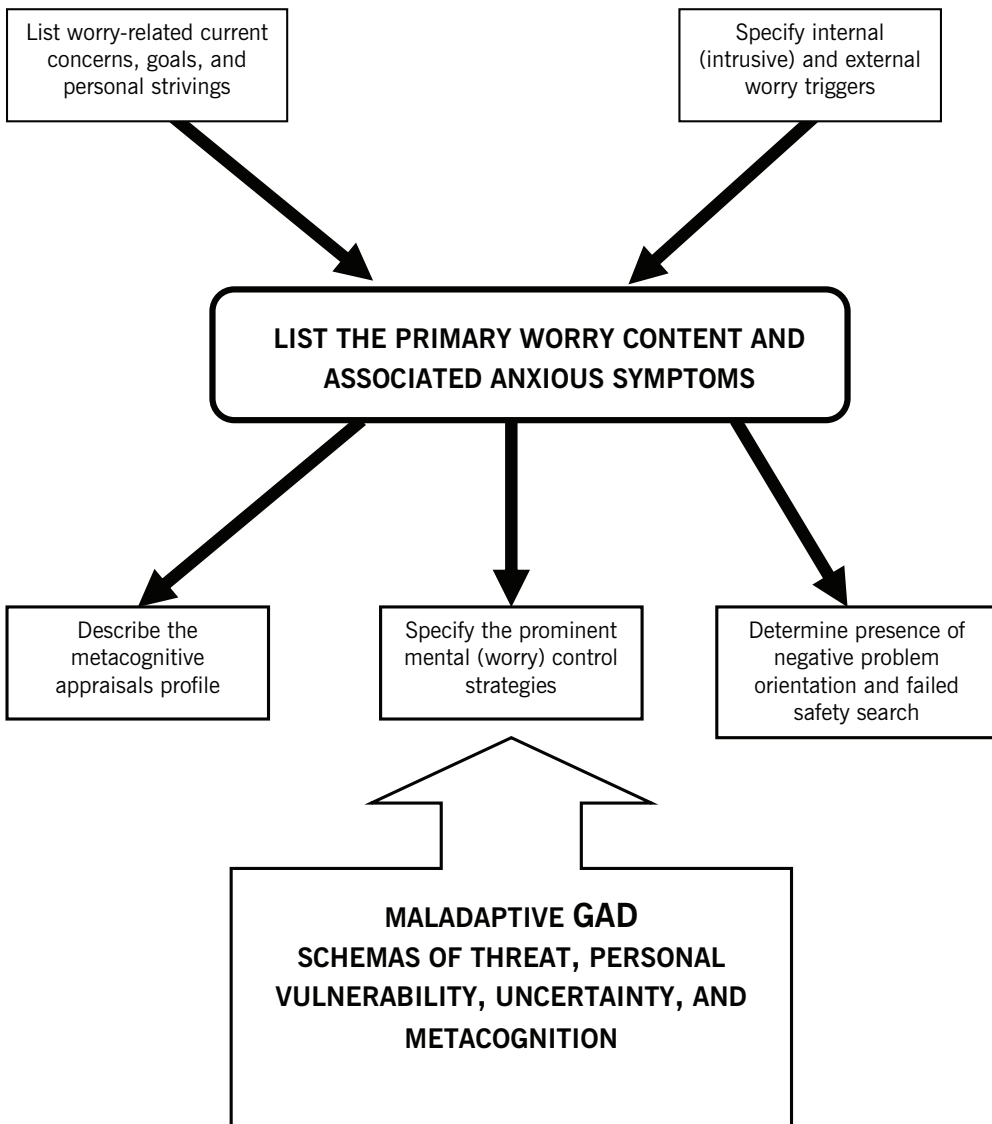 List worry-related current
concerns, goals, and
personal strivings
Specify internal
(intrusive) and external
worry triggers
LIST THE PRIMARY WORRY CONTENT AND
ASSOCIATED ANXIOUS SYMPTOMS
Describe the
metacognitive
appraisals profile
Specify the prominent
mental (worry) control
strategies
Determine presence of
negative problem
orientation and failed
safety search
MALADAPTIVE GAD
SCHEMAS OF THREAT, PERSONAL
VULNERABILITY, UNCERTAINTY, AND
METACOGNITION